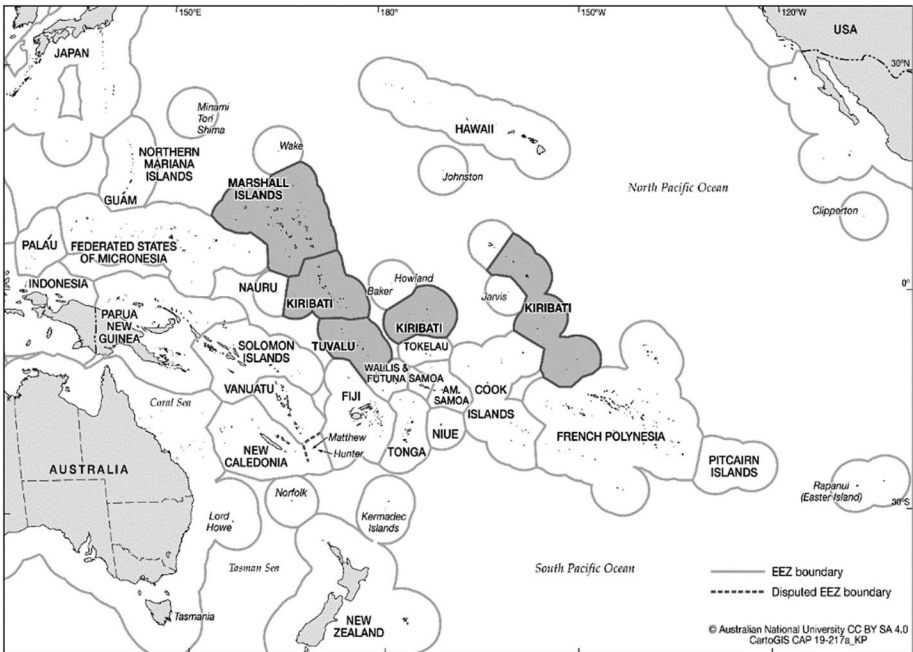 150°E
180°
150°W
120°W
JAPAN
USA
30°N
Minami
Tori
Shima
HAWAII
Wake
NORTHERN
MARIANA
ISLANDS
Johnston
MARSHALL
ISLANDS
North Pacific Ocean
GUAM
Clipperton
PALAU
FEDERATED STATES
OF MICRONESIA
INDONESIA
NAURU
Howland
Baker
0°
KIRIBATI
Jarvis
KIRIBATI
PAPUA
NEW
GUINEA
KIRIBATI
SOLOMON
ISLANDS
TUVALU
TOKELAU
WALLIS &
FUTUNA
SAMOA
VANUATU
AM.
SAMOA
COOK
ISLANDS
Coral Sea
FIJI
Matthew
Hunter
NIUE
FRENCH POLYNESIA
NEW
CALEDONIA
TONGA
AUSTRALIA
PITCAIRN
ISLANDS
Norfolk
Rapanui
(Easter Island)
Lord
Howe
Kermadec
Islands
30°S
Tasman Sea
South Pacific Ocean
EEZ boundary
Disputed EEZ boundary
Tasmania
NEW
ZEALAND
© Australian National University CC BY SA 4.0
CartoGIS CAP 19-217a_KP